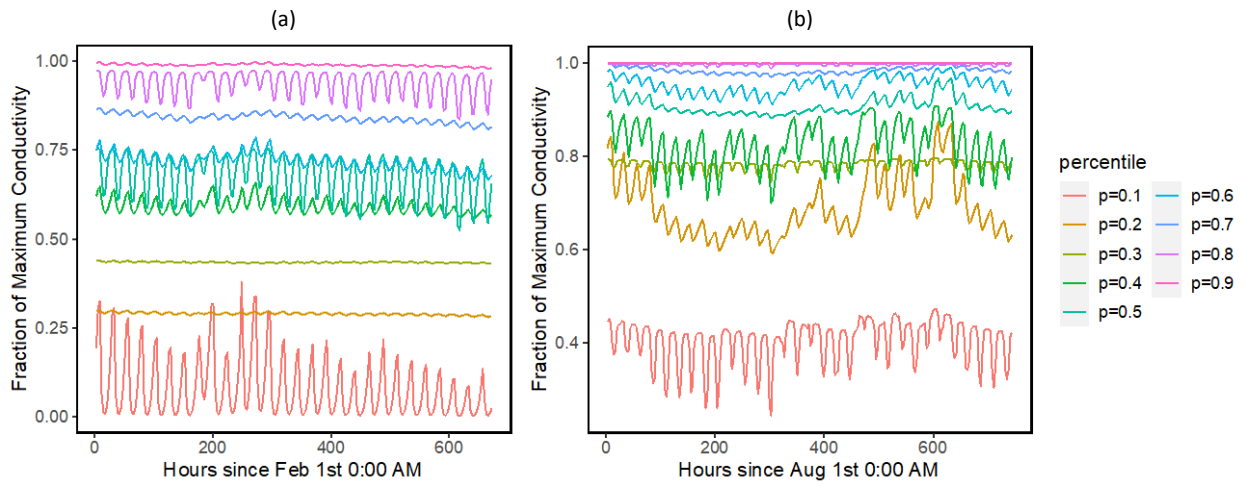 (a)
Fraction of Maximum Conductivity
1.00
0.75
0.50
0.25
0.00
0 200 400 600
Hours since Feb 1st 0:00 AM
(b)
Fraction of Maximum Conductivity
1.0
0.8
0.6
0.4
0 200 400 600
Hours since Aug 1st 0:00 AM
percentile
p=0.1
p=0.2
p=0.3
p=0.4
p=0.5
p=0.6
p=0.7
p=0.8
p=0.9